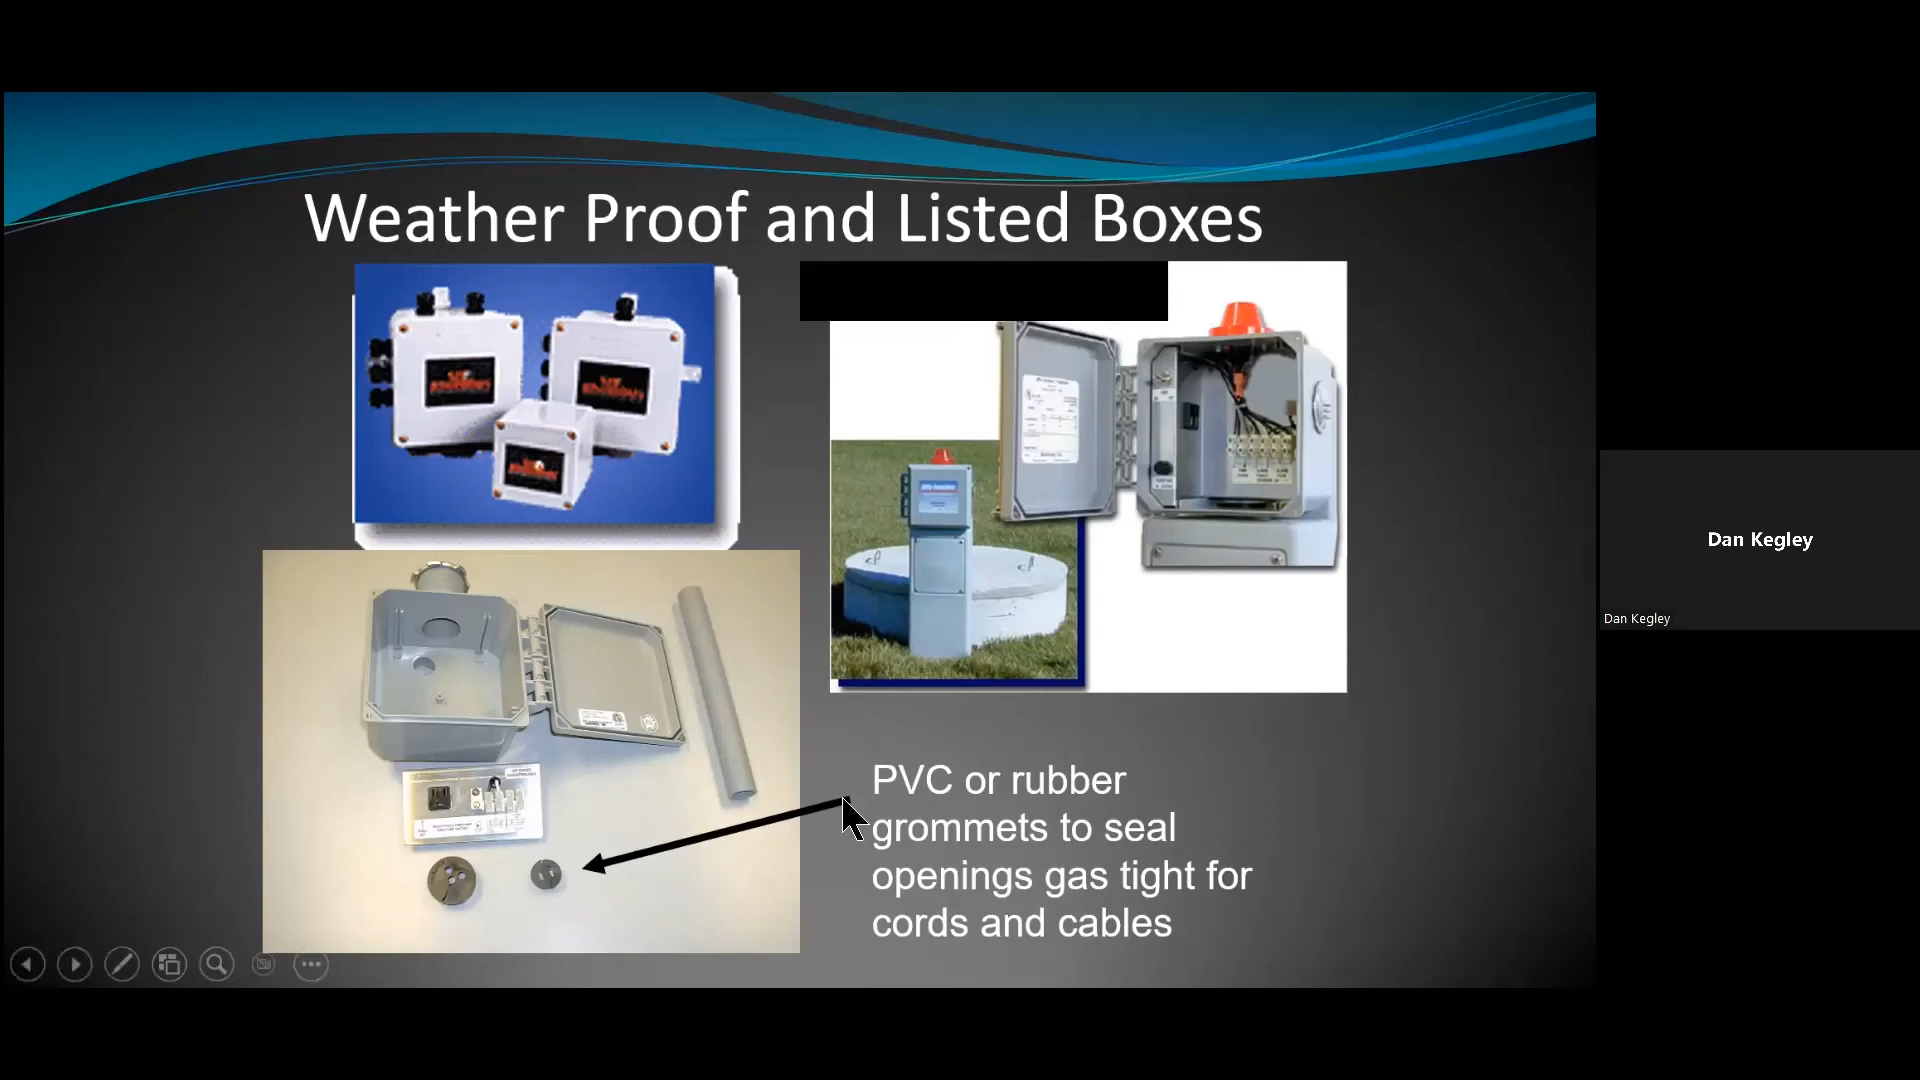 Weather Proof and Listed Boxes
PVC or rubber
grommets to seal
openings gas tight for
cords and cables
Dan Kegley
Dan Kegley